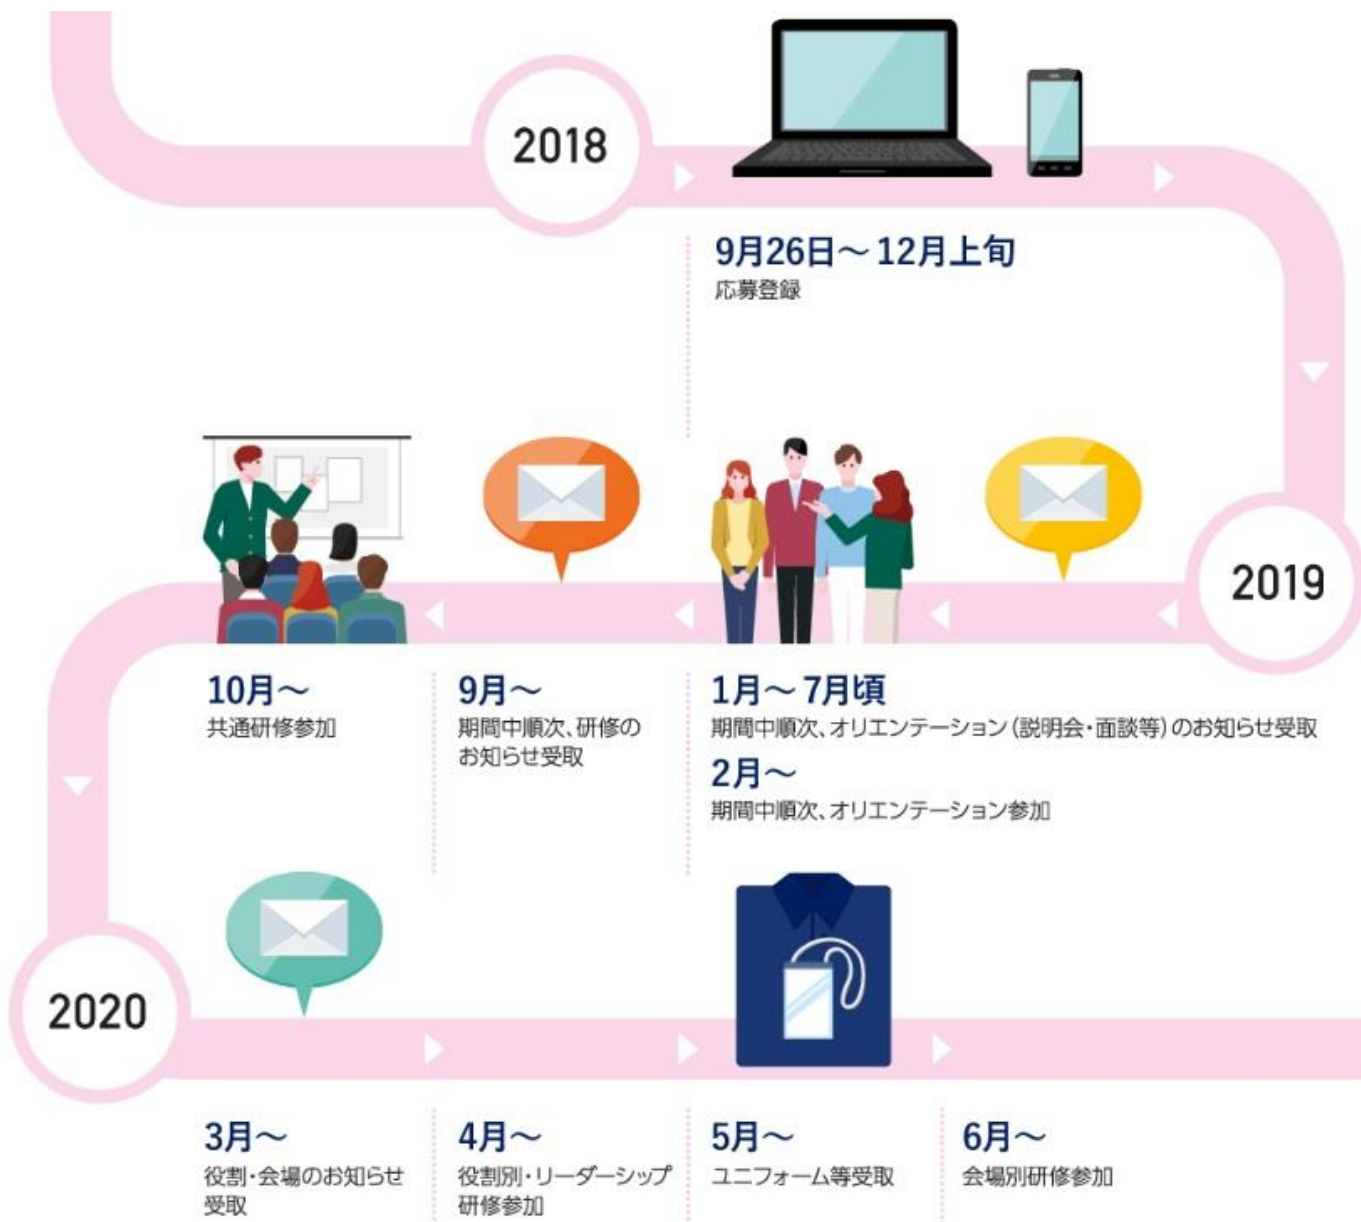 2018
9月26日～12月上旬
応募登録
2019
1月～7月頃
期間中順次、オリエンテーション（説明会・面談等）のお知らせ受取
2月～
期間中順次、オリエンテーション参加
9月～
期間中順次、研修の
お知らせ受取
10月～
共通研修参加
2020
3月～
役割・会場のお知らせ
受取
4月～
役割別・リーダーシップ
研修参加
5月～
ユニフォーム等受取
6月～
会場別研修参加